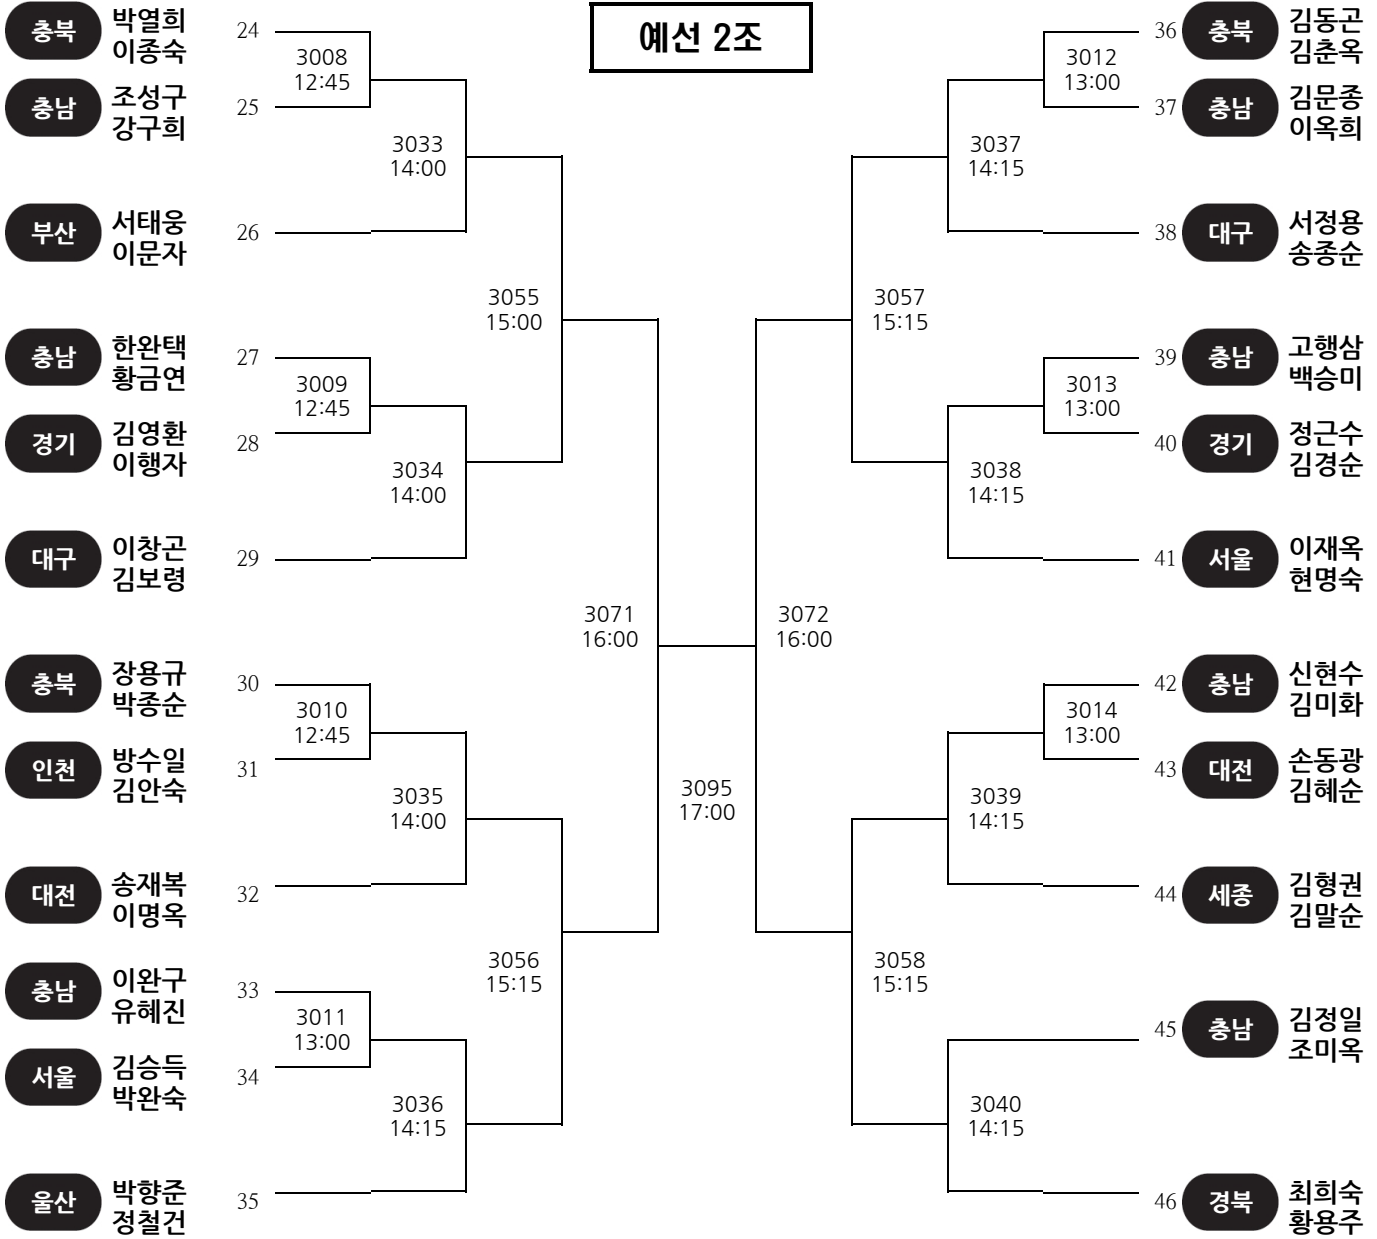 예선 2조
충북
박열희
이종숙
24
3008
12:45
충남
조성구
강구희
25
3033
14:00
부산
서태웅
이문자
26
3055
15:00
충남
한완택
황금연
27
3009
12:45
경기
김영환
이행자
28
3034
14:00
대구
이창곤
김보령
29
3071
16:00
충북
장용규
박종순
30
3010
12:45
인천
방수일
김안숙
31
3035
14:00
대전
송재복
이명옥
32
3056
15:15
충남
이완구
유혜진
33
3011
13:00
서울
김승득
박완숙
34
3036
14:15
울산
박향준
정철건
35
3095
17:00
36
충북
김동곤
김춘옥
3012
13:00
37
충남
김문종
이옥희
3037
14:15
38
대구
서정용
송종순
3057
15:15
39
충남
고행삼
백승미
3013
13:00
40
경기
정근수
김경순
3038
14:15
41
서울
이재옥
현명숙
3072
16:00
42
충남
신현수
김미화
3014
13:00
43
대전
손동광
김혜순
3039
14:15
44
세종
김형권
김말순
3058
15:15
45
충남
김정일
조미옥
3040
14:15
46
경북
최희숙
황용주